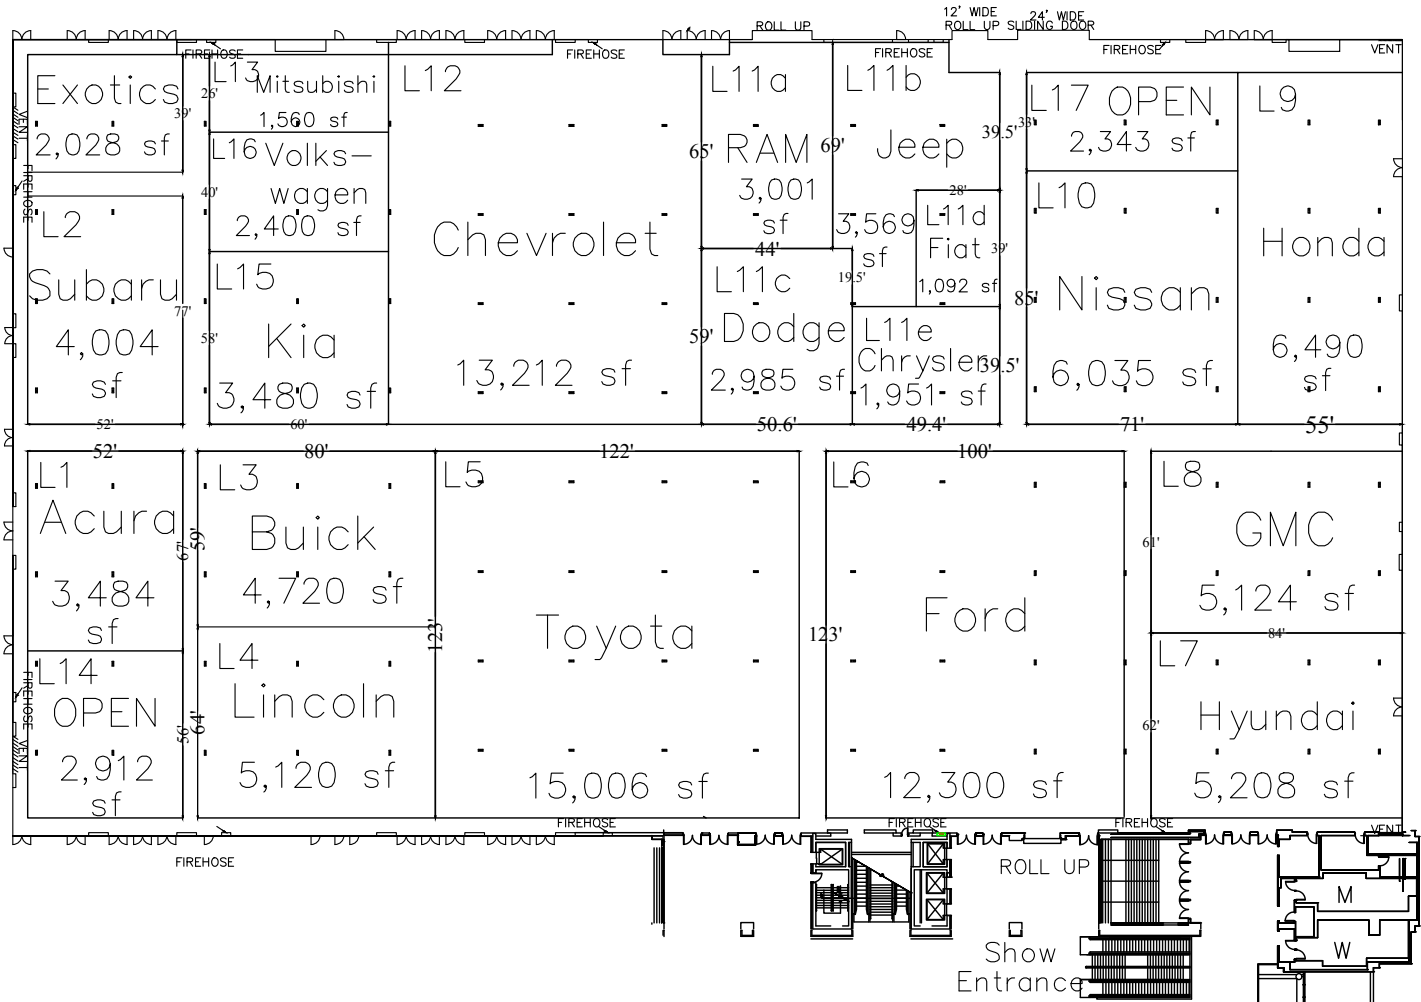 12' WIDE
24' WIDE
ROLL UP
ROLL UP SLIDING DOOR
FIREHOSE
FIREHOSE
FIREHOSE
FIREHOSE
VENT
Exotics
2,028 sf
39'
VENT
FIREHOSE
L13
Mitsubishi
26'
1,560 sf
L16 Volks-
wagen
40'
2,400 sf
L12
Chevrolet
13,212 sf
L11a
RAM
3,001
sf
65'
69'
44'
L11b
Jeep
3,569
sf
39.5'
28'
L11d
Fiat
39'
1,092 sf
19.5'
L17 OPEN
33'
2,343 sf
L9
Honda
6,490
sf
55'
L10
Nissan
85'
6,035 sf
71'
L2
Subaru
77'
4,004
sf
52'
L15
Kia
58'
3,480 sf
60'
L11c
Dodge
59'
2,985 sf
50.6'
L11e
Chrysler
39.5'
1,951 sf
49.4'
52'
L1
Acura
67'
3,484
sf
80'
L3
Buick
59'
4,720 sf
122'
L5
Toyota
123'
15,006 sf
100'
L6
Ford
123'
12,300 sf
L8
GMC
61'
5,124 sf
84'
L14
OPEN
56'
2,912
sf
FIREHOSE
VENT
L4
Lincoln
64'
5,120 sf
L7
Hyundai
62'
5,208 sf
FIREHOSE
FIREHOSE
FIREHOSE
VENT
FIREHOSE
ROLL UP
M
W
Show
Entrance